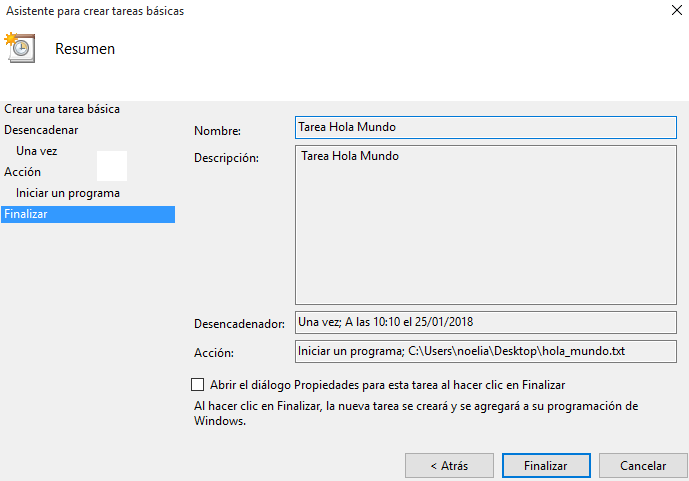 Asistente para crear tareas básicas
Resumen
Crear una tarea básica
Desencadenar
Una vez
Acción
Iniciar un programa
Finalizar
Nombre: Tarea Hola Mundo
Descripción: Tarea Hola Mundo
Desencadenador: Una vez; A las 10:10 el 25/01/2018
Acción: Iniciar un programa; C:\Users\noelia\Desktop\hola_mundo.txt
Abrir el diálogo Propiedades para esta tarea al hacer clic en Finalizar
Al hacer clic en Finalizar, la nueva tarea se creará y se agregará a su programación de
Windows.
< Atrás Finalizar Cancelar